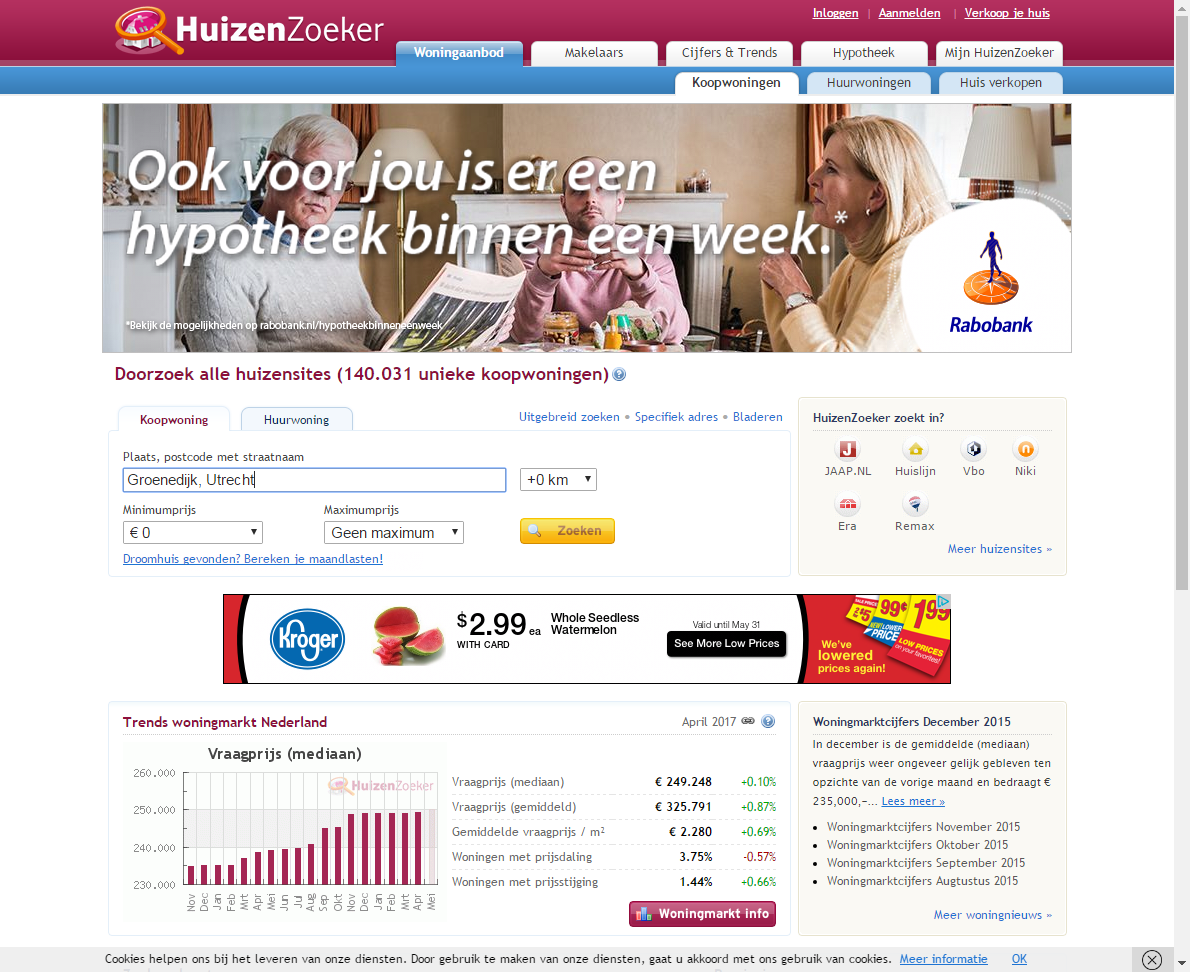 HuizenZoeker
Inloggen | Aanmelden | Verkoop je huis
Woningaanbod Makelaars Cijfers & Trends Hypotheek Mijn HuizenZoeker
Koopwoningen Huurwoningen Huis verkopen
Ook voor jou is er een
hypotheek binnen een week.*
*Bekijk de mogelijkheden op rabobank.nl/hypotheekbinneneenweek
Rabobank
Doorzoek alle huizensites (140.031 unieke koopwoningen)
Koopwoning Huurwoning
Uitgebreid zoeken • Specifiek adres • Bladeren
Plaats, postcode met straatnaam
Groenedijk, Utrecht +0 km
Minimumprijs Maximumprijs
€ 0 Geen maximum Zoeken
Droomhuis gevonden? Bereken je maandlasten!
HuizenZoeker zoekt in?
JAAP.NL Huislijn Vbo Niki
Era Remax
Meer huizensites »
Kroger
$2.99 ea
WITH CARD
Whole Seedless
Watermelon
Valid until May 31
See More Low Prices
We've
lowered
prices again!
2 $5 99¢ 199
NEW! LOWER
PRICE
LOW PRICES
on your favorites!
Trends woningmarkt Nederland
April 2017
Vraagprijs (mediaan)
HuizenZoeker
260.000
250.000
240.000
230.000
Nov Dec Jan Feb Mrt Apr Mei Jun Jul Aug Sep Okt Nov Dec Jan Feb Mrt Apr Mei
Vraagprijs (mediaan) € 249.248 +0.10%
Vraagprijs (gemiddeld) € 325.791 +0.87%
Gemiddelde vraagprijs / m² € 2.280 +0.69%
Woningen met prijsdaling 3.75% -0.57%
Woningen met prijsstijging 1.44% +0.66%
Woningmarkt info
Woningmarktcijfers December 2015
In december is de gemiddelde (mediaan)
vraagprijs weer ongeveer gelijk gebleven ten
opzichte van de vorige maand en bedraagt €
235,000,–... Lees meer »
Woningmarktcijfers November 2015
Woningmarktcijfers Oktober 2015
Woningmarktcijfers September 2015
Woningmarktcijfers Augtustus 2015
Meer woningnieuws »
Cookies helpen ons bij het leveren van onze diensten. Door gebruik te maken van onze diensten, gaat u akkoord met ons gebruik van cookies. Meer informatie OK